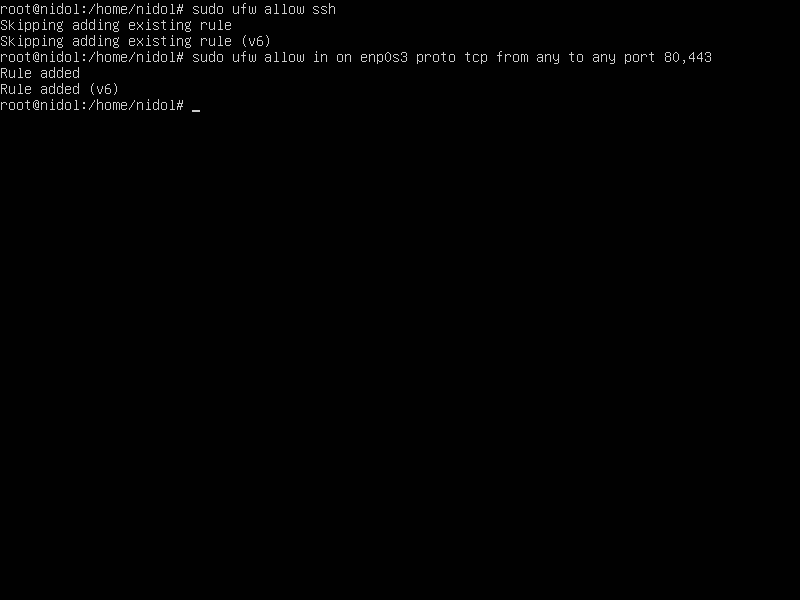 root@nidol:/home/nidol# sudo ufw allow ssh
Skipping adding existing rule
Skipping adding existing rule (v6)
root@nidol:/home/nidol# sudo ufw allow in on enp0s3 proto tcp from any to any port 80,443
Rule added
Rule added (v6)
root@nidol:/home/nidol# _